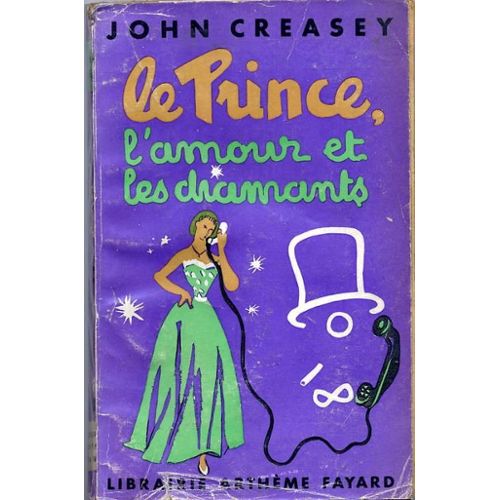 JOHN CREASEY
le Prince,
l'amour et
les diamants
LIBRAIRIE ARTHÈME FAYARD